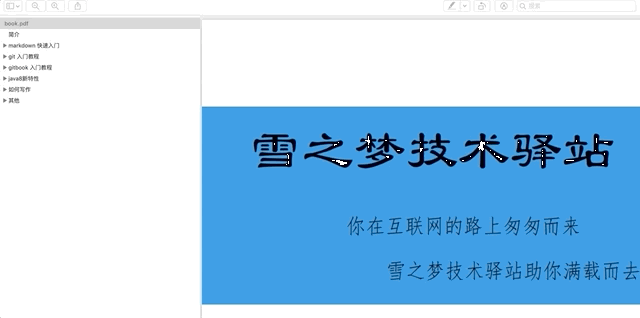 搜索
book.pdf
简介
markdown 快速入门
git 入门教程
gitbook 入门教程
java8新特性
如何写作
其他
雪之梦技术驿站
你在互联网的路上匆匆而来
雪之梦技术驿站助你满载而去